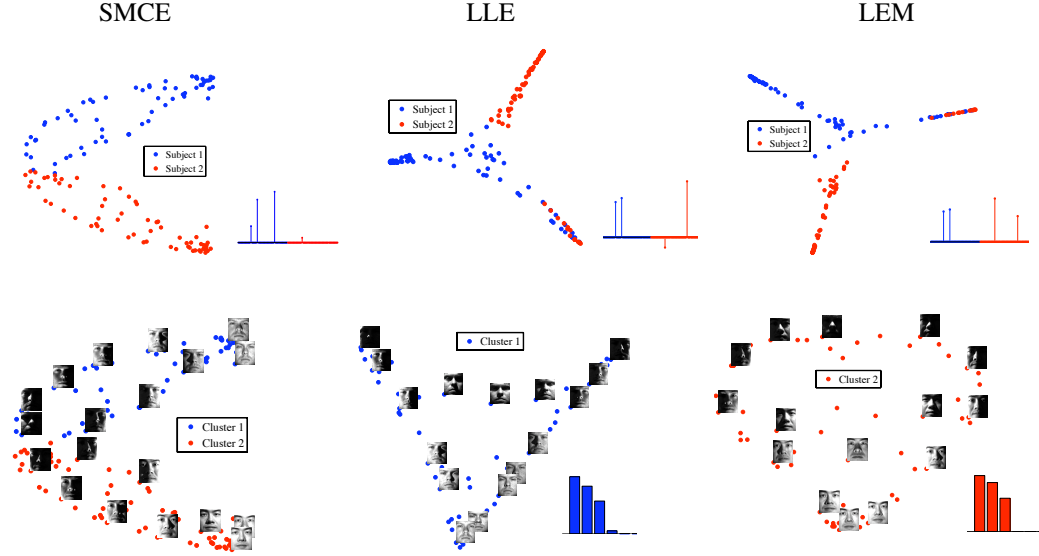 SMCE
LLE
LEM
Subject 1
Subject 2
Subject 1
Subject 2
Subject 1
Subject 2
Cluster 1
Cluster 2
Cluster 1
Cluster 2